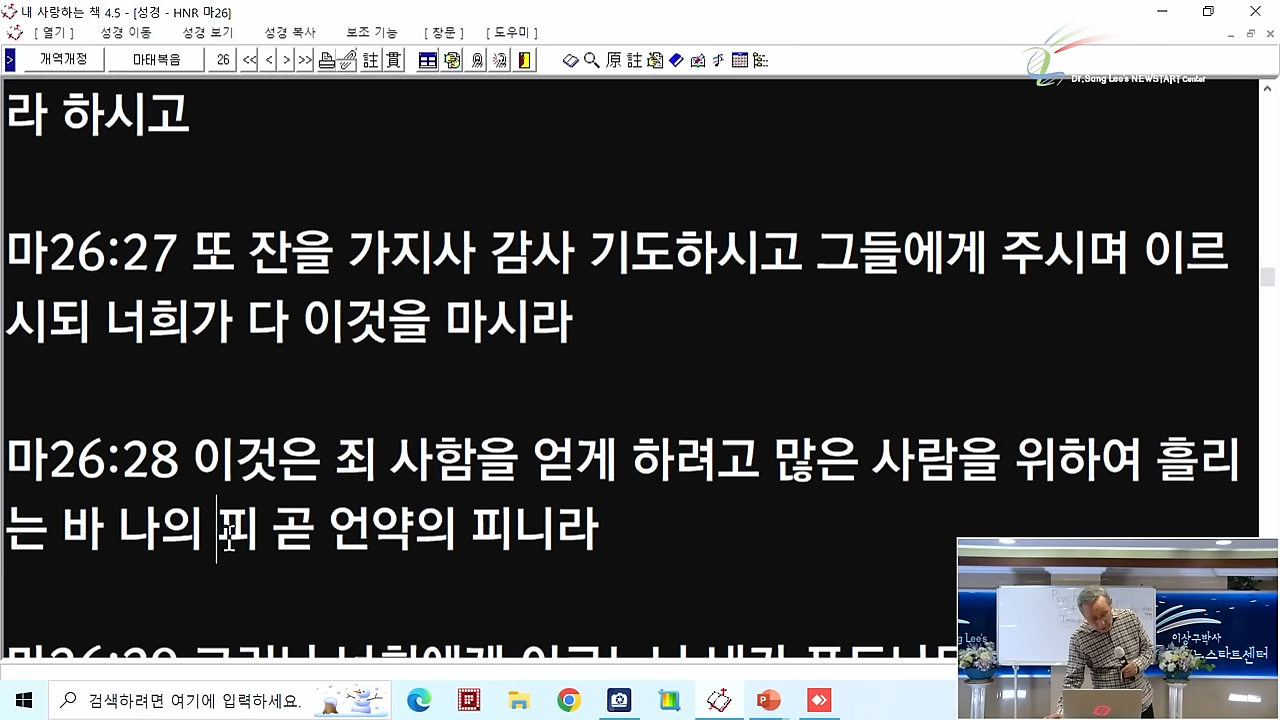 내 사랑하는 책 4.5 - [성경 - HNR 마26]
[ 열기 ] 성경 이동 성경 보기 성경 복사 보조 기능 [ 창문 ] [ 도우미 ]
> 개역개정 마태복음 26 << < > >> 註 貫 原 註
Dr.Sang Lee's NEWSTART Center
라 하시고
마26:27 또 잔을 가지사 감사 기도하시고 그들에게 주시며 이르
시되 너희가 다 이것을 마시라
마26:28 이것은 죄 사함을 얻게 하려고 많은 사람을 위하여 흘리
는 바 나의 피 곧 언약의 피니라
이상구박사
뉴스타트센터
검색하려면 여기에 입력하세요.